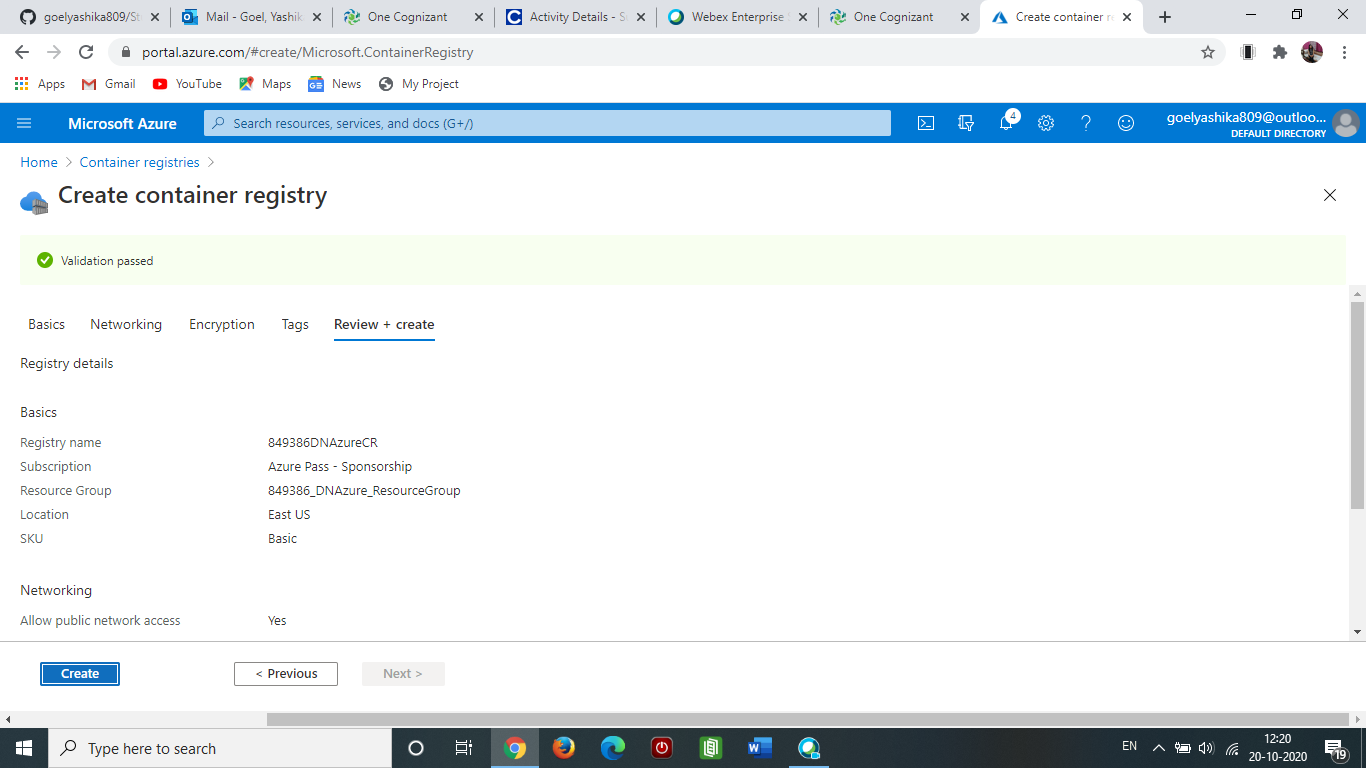 goelyashika809/St
Mail - Goel, Yashik
One Cognizant
Activity Details - S
Webex Enterprise S
One Cognizant
Create container re
portal.azure.com/#create/Microsoft.ContainerRegistry
Apps Gmail YouTube Maps News My Project
Microsoft Azure
Search resources, services, and docs (G+/)
4
goelyashika809@outloo...
DEFAULT DIRECTORY
Home > Container registries >
Create container registry
Validation passed
Basics Networking Encryption Tags Review + create
Registry details
Basics
Registry name 849386DNAzureCR
Subscription Azure Pass - Sponsorship
Resource Group 849386_DNAzure_ResourceGroup
Location East US
SKU Basic
Networking
Allow public network access Yes
Create < Previous Next >
Type here to search
EN
12:20
20-10-2020
19